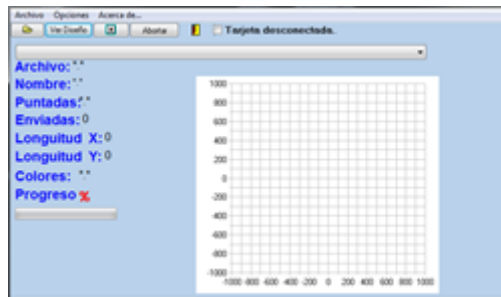 Archivo Opciones Acerca de...
Ver Diseño Abortar Tarjeta desconectada.
Archivo: "."
Nombre: "."
Puntadas: "."
Enviadas: 0
Longuitud X: 0
Longuitud Y: 0
Colores: "."
Progreso %
1000
800
600
400
200
0
-200
-400
-600
-800
-1000
-1000 -800 -600 -400 -200 0 200 400 600 800 1000